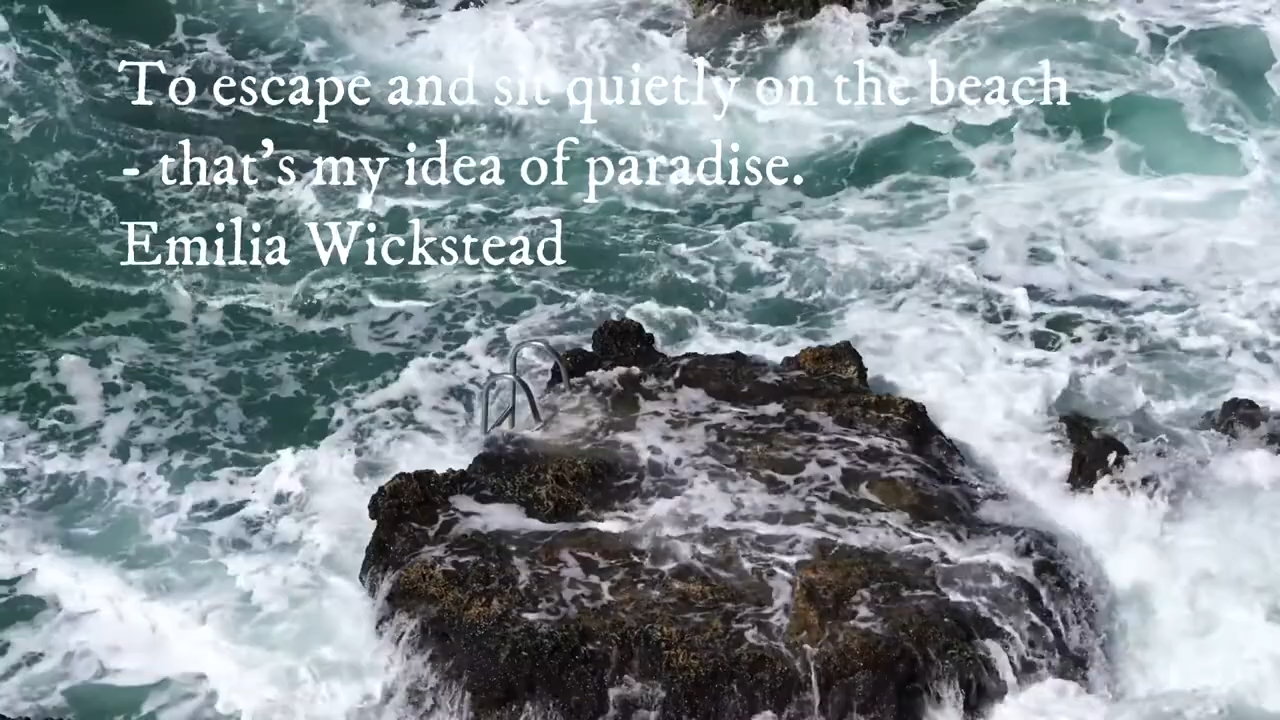 To escape and sit quietly on the beach
- that's my idea of paradise.
Emilia Wickstead